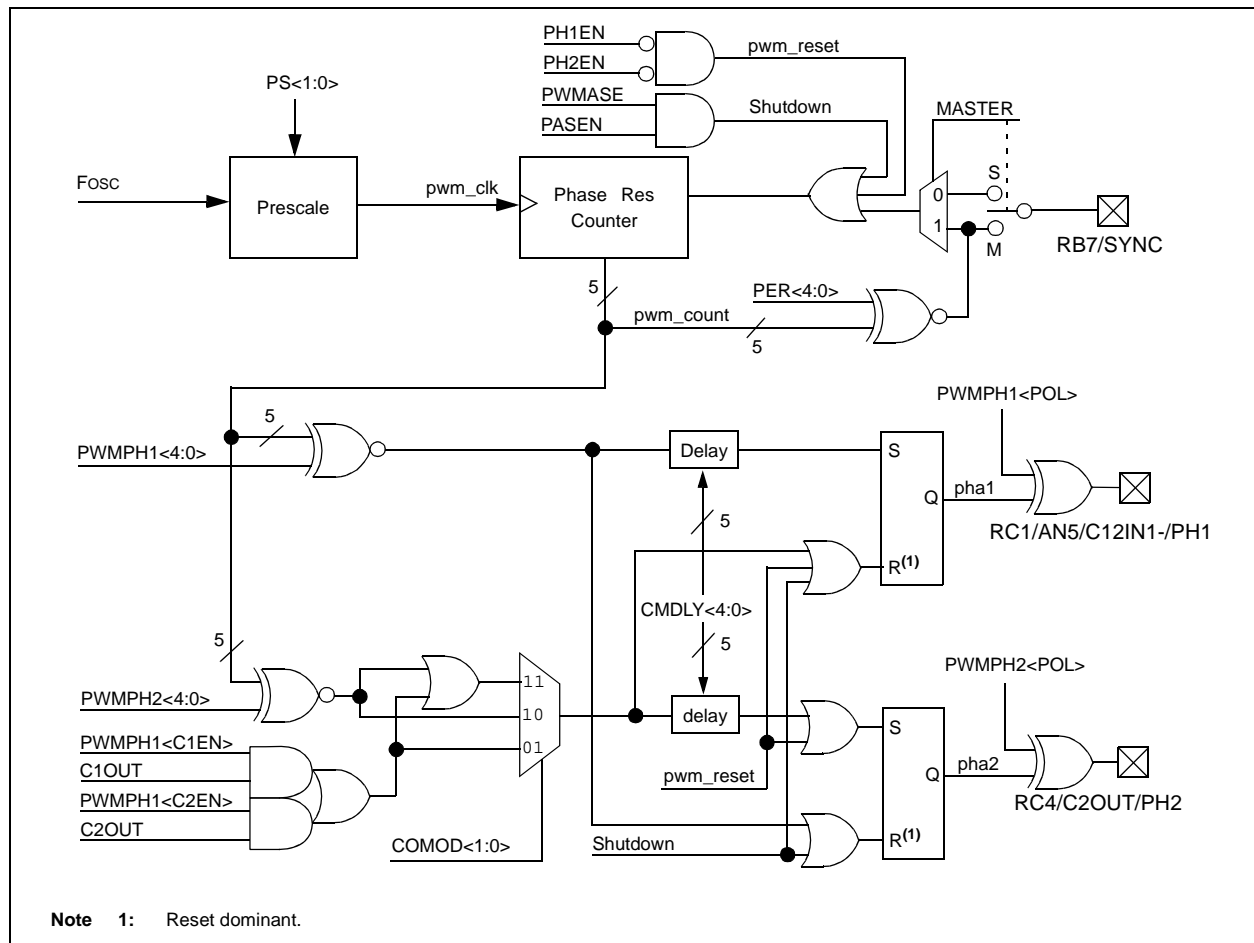 PH1EN
pwm_reset
PH2EN
PS<1:0>
PWMASE
Shutdown
PASEN
MASTER
FOSC
Prescale
pwm_clk
Phase Res
Counter
0
S
1
M
RB7/SYNC
5
PER<4:0>
pwm_count
5
PWMPH1<POL>
5
PWMPH1<4:0>
Delay
S
Q
pha1
RC1/AN5/C12IN1-/PH1
5
R(1)
CMDLY<4:0>
5
5
PWMPH2<POL>
PWMPH2<4:0>
11
10
01
delay
S
PWMPH1<C1EN>
C1OUT
PWMPH1<C2EN>
C2OUT
pwm_reset
Q
pha2
RC4/C2OUT/PH2
COMOD<1:0>
Shutdown
R(1)
Note 1: Reset dominant.